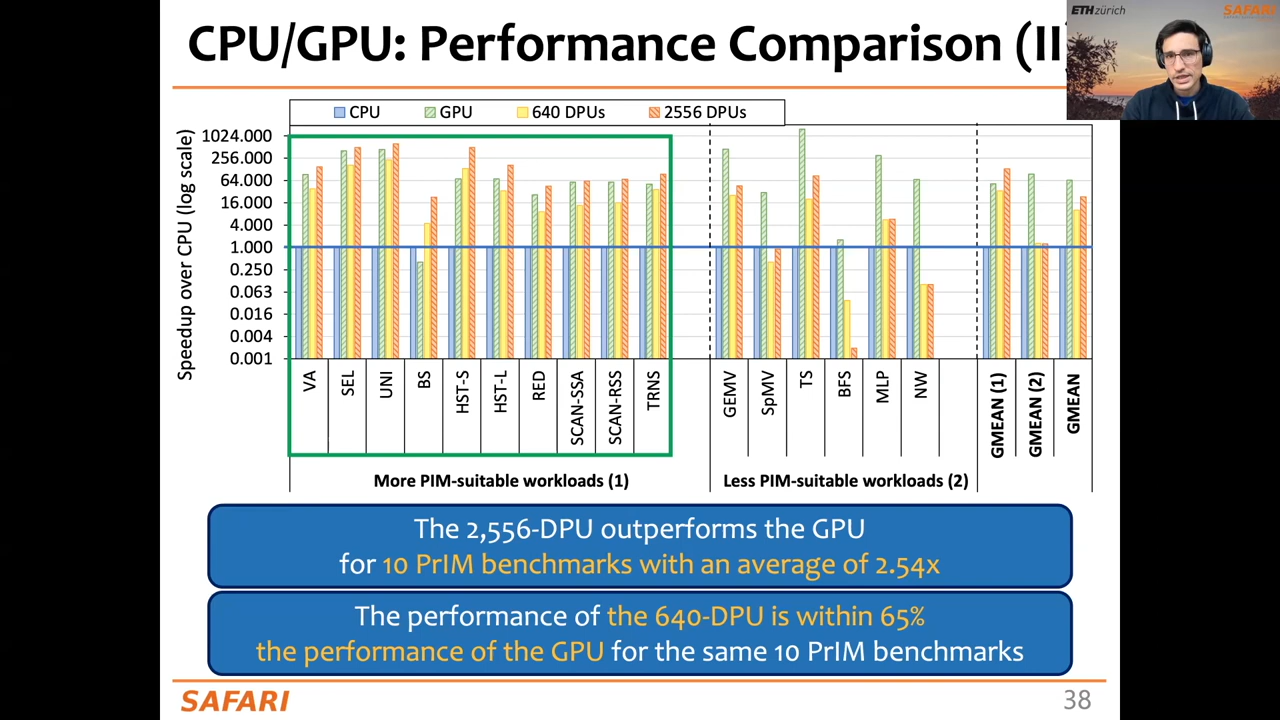 CPU/GPU: Performance Comparison (II)
ETHzürich
SAFARI
CPU GPU 640 DPUs 2556 DPUs
Speedup over CPU (log scale)
1024.000
256.000
64.000
16.000
4.000
1.000
0.250
0.063
0.016
0.004
0.001
VA
SEL
UNI
BS
HST-S
HST-L
RED
SCAN-SSA
SCAN-RSS
TRNS
GEMV
SpMV
TS
BFS
MLP
NW
GMEAN (1)
GMEAN (2)
GMEAN
More PIM-suitable workloads (1)
Less PIM-suitable workloads (2)
The 2,556-DPU outperforms the GPU
for 10 PrIM benchmarks with an average of 2.54x
The performance of the 640-DPU is within 65%
the performance of the GPU for the same 10 PrIM benchmarks
SAFARI
38